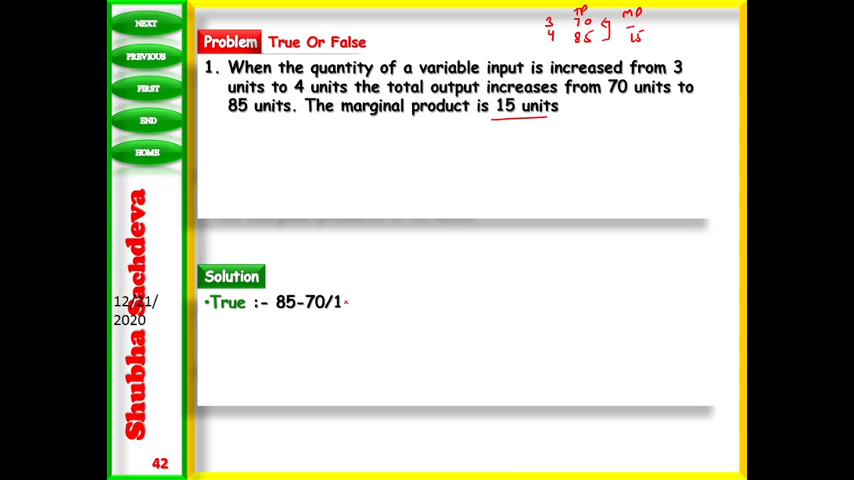 NEXT
PREVIOUS
FIRST
END
HOME
TP MP
3 70 -
4 85 15
Problem True Or False
1. When the quantity of a variable input is increased from 3
units to 4 units the total output increases from 70 units to
85 units. The marginal product is 15 units
Solution
•True :- 85-70/1
12/21/
2020
Shubha Sachdeva
42